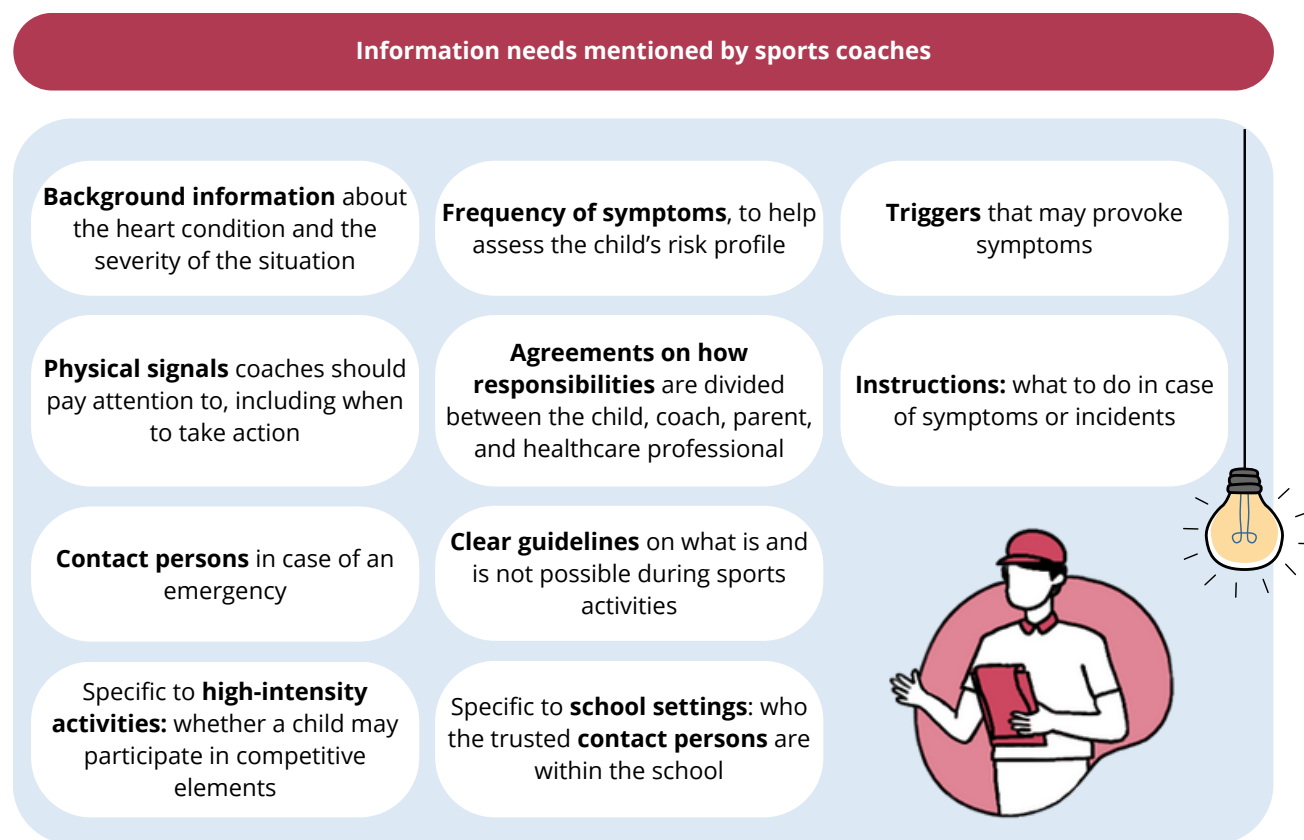 Information needs mentioned by sports coaches
Background information about
the heart condition and the
severity of the situation
Frequency of symptoms, to help
assess the child’s risk profile
Triggers that may provoke
symptoms
Physical signals coaches should
pay attention to, including when
to take action
Agreements on how
responsibilities are divided
between the child, coach, parent,
and healthcare professional
Instructions: what to do in case
of symptoms or incidents
Contact persons in case of an
emergency
Clear guidelines on what is and
is not possible during sports
activities
Specific to high-intensity
activities: whether a child may
participate in competitive
elements
Specific to school settings: who
the trusted contact persons are
within the school